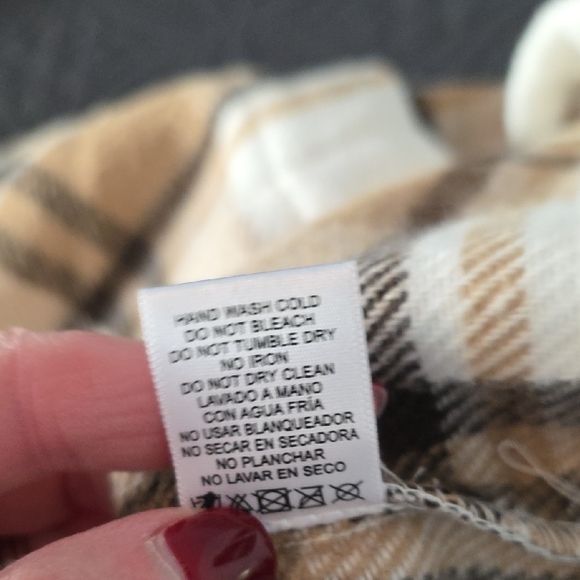 HAND WASH COLD
DO NOT BLEACH
DO NOT TUMBLE DRY
NO IRON
DO NOT DRY CLEAN
LAVADO A MANO
CON AGUA FRÍA
NO USAR BLANQUEADOR
NO SECAR EN SECADORA
NO PLANCHAR
NO LAVAR EN SECO